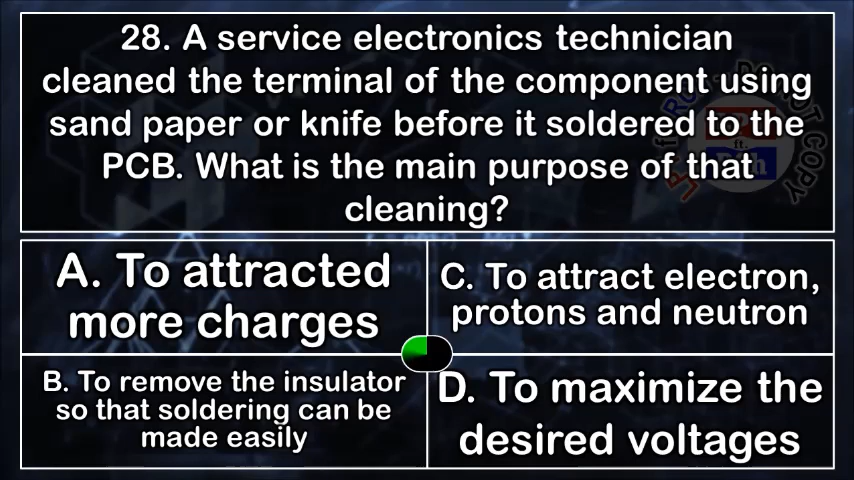 28. A service electronics technician
cleaned the terminal of the component using
sand paper or knife before it soldered to the
PCB. What is the main purpose of that
cleaning?
A. To attracted
more charges
C. To attract electron,
protons and neutron
B. To remove the insulator
so that soldering can be
made easily
D. To maximize the
desired voltages